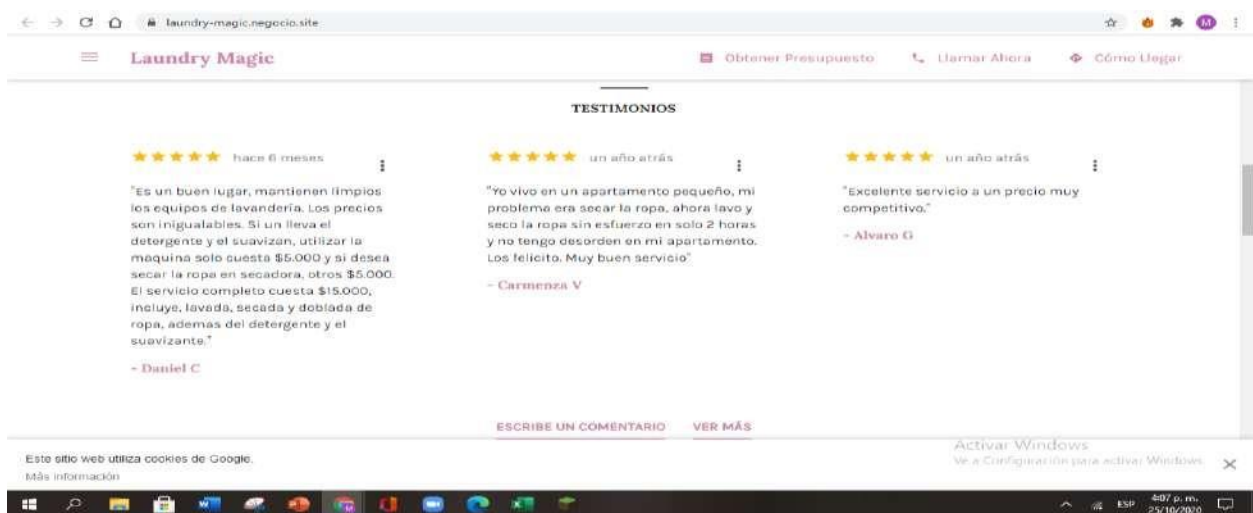 laundry-magic.negocio.site
M
Laundry Magic
Obtener Presupuesto
Llamar Ahora
Cómo Llegar
TESTIMONIOS
hace 6 meses
"Es un buen lugar, mantienen limpios
los equipos de lavandería. Los precios
son inigualables. Si un lleva el
detergente y el suavizan, utilizar la
maquina solo cuesta $5.000 y si desea
secar la ropa en secadora, otros $5.000.
El servicio completo cuesta $15.000,
incluye, lavada, secada y doblada de
ropa, ademas del detergente y el
suavizante."
- Daniel C
un año atrás
"Yo vivo en un apartamento pequeño, mi
problema era secar la ropa, ahora lavo y
seco la ropa sin esfuerzo en solo 2 horas
y no tengo desorden en mi apartamento.
Los felicito. Muy buen servicio"
- Carmenza V
un año atrás
"Excelente servicio a un precio muy
competitivo."
- Alvaro G
ESCRIBE UN COMENTARIO
VER MÁS
Activar Windows
Ve a Configuración para activar Windows.
Este sitio web utiliza cookies de Google.
Más información
ESP
4:07 p. m.
25/10/2020